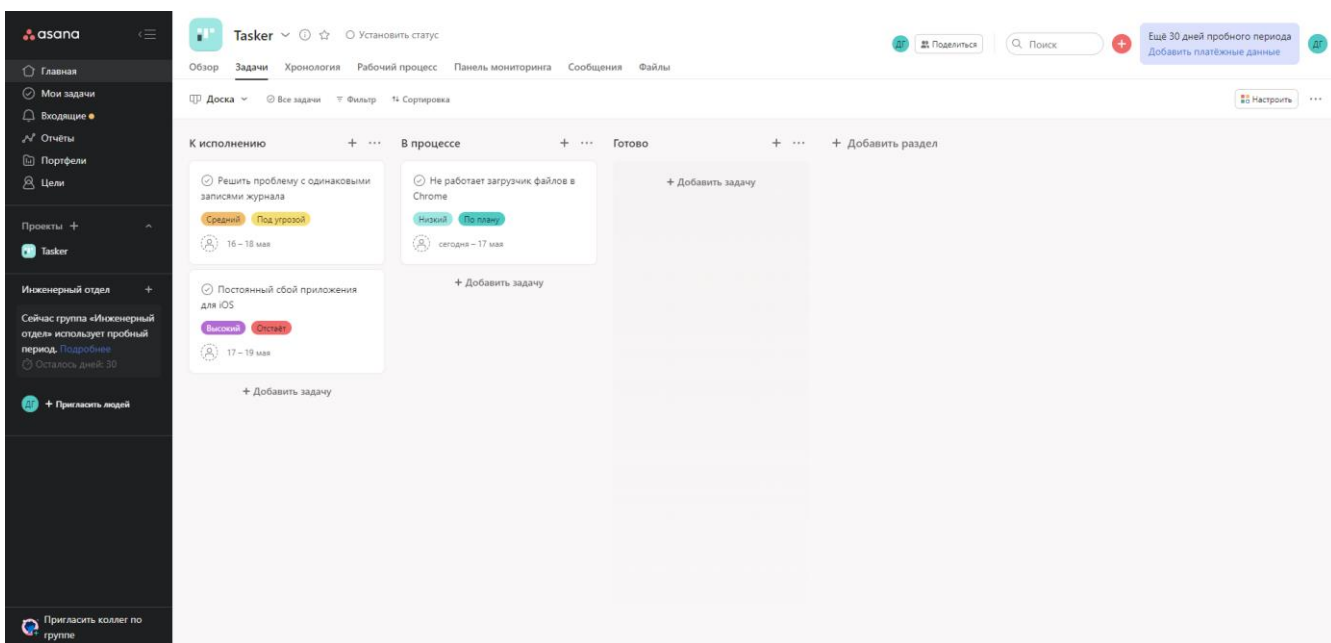 asana
Главная
Мои задачи
Входящие
Отчёты
Портфели
Цели
Проекты +
Tasker
Инженерный отдел +
Сейчас группа «Инженерный
отдел» использует пробный
период. Подробнее
Осталось дней: 30
ДГ + Пригласить людей
Пригласить коллег по
группе
Tasker Установить статус
Обзор Задачи Хронология Рабочий процесс Панель мониторинга Сообщения Файлы
ДГ Поделиться Поиск +
Ещё 30 дней пробного периода
Добавить платёжные данные
ДГ
Доска Все задачи Фильтр Сортировка
Настроить ...
К исполнению + ...
Решить проблему с одинаковыми
записями журнала
Средний Под угрозой
16 – 18 мая
Постоянный сбой приложения
для iOS
Высокий Отстаёт
17 – 19 мая
+ Добавить задачу
В процессе + ...
Не работает загрузчик файлов в
Chrome
Низкий По плану
сегодня – 17 мая
+ Добавить задачу
Готово + ...
+ Добавить задачу
+ Добавить раздел